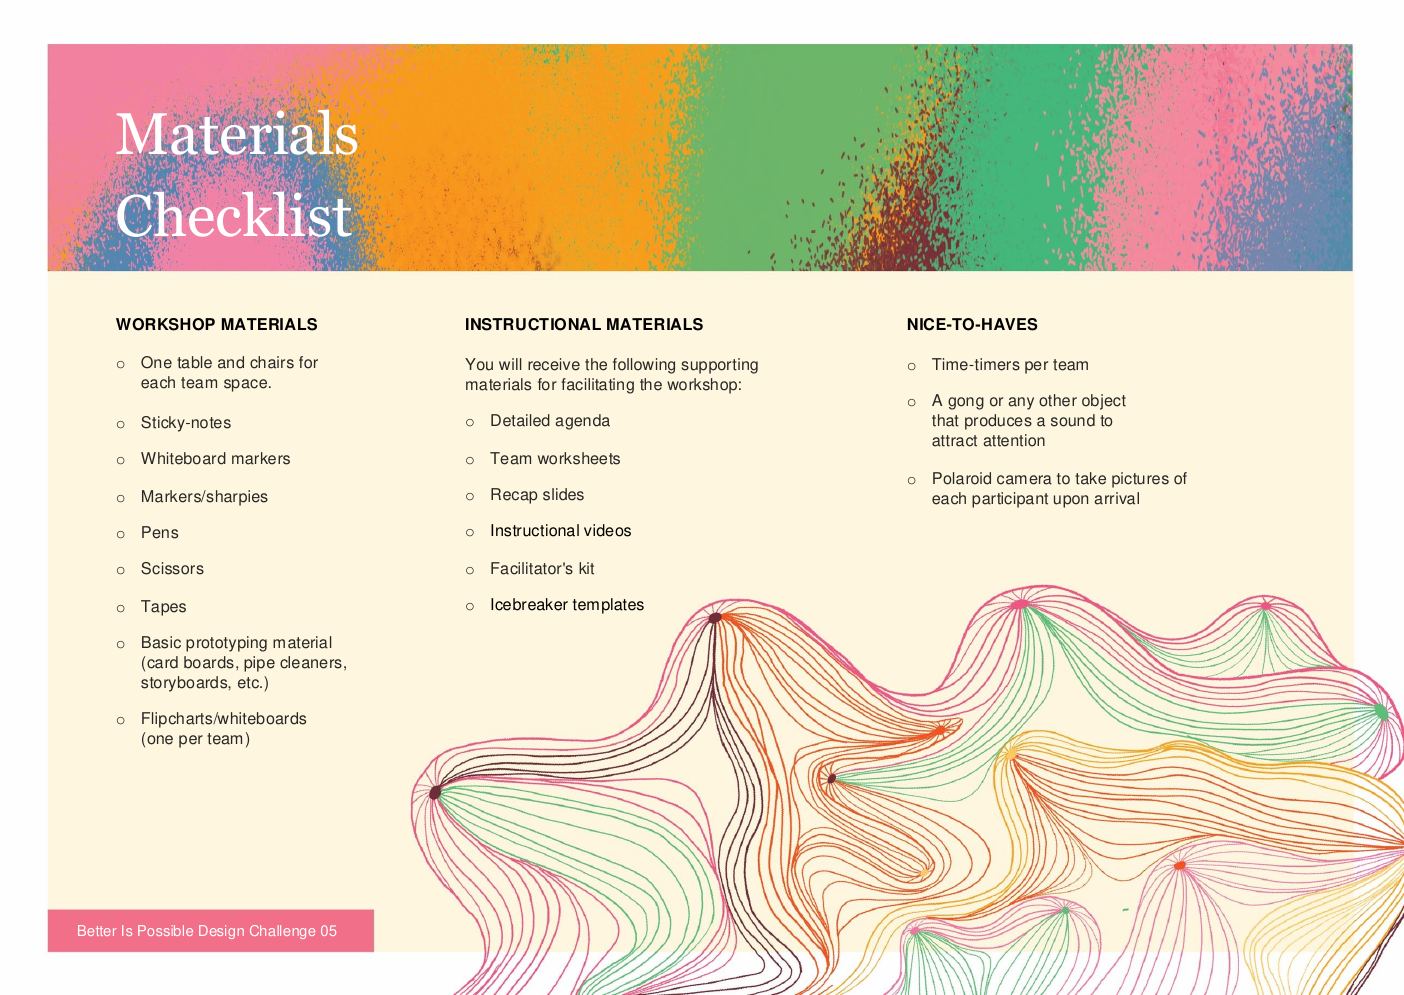 Materials
Checklist
WORKSHOP MATERIALS
○ One table and chairs for
each team space.
○ Sticky-notes
○ Whiteboard markers
○ Markers/sharpies
○ Pens
○ Scissors
○ Tapes
○ Basic prototyping material
(card boards, pipe cleaners,
storyboards, etc.)
○ Flipcharts/whiteboards
(one per team)
INSTRUCTIONAL MATERIALS
You will receive the following supporting
materials for facilitating the workshop:
○ Detailed agenda
○ Team worksheets
○ Recap slides
○ Instructional videos
○ Facilitator's kit
○ Icebreaker templates
NICE-TO-HAVES
○ Time-timers per team
○ A gong or any other object
that produces a sound to
attract attention
○ Polaroid camera to take pictures of
each participant upon arrival
Better Is Possible Design Challenge 05